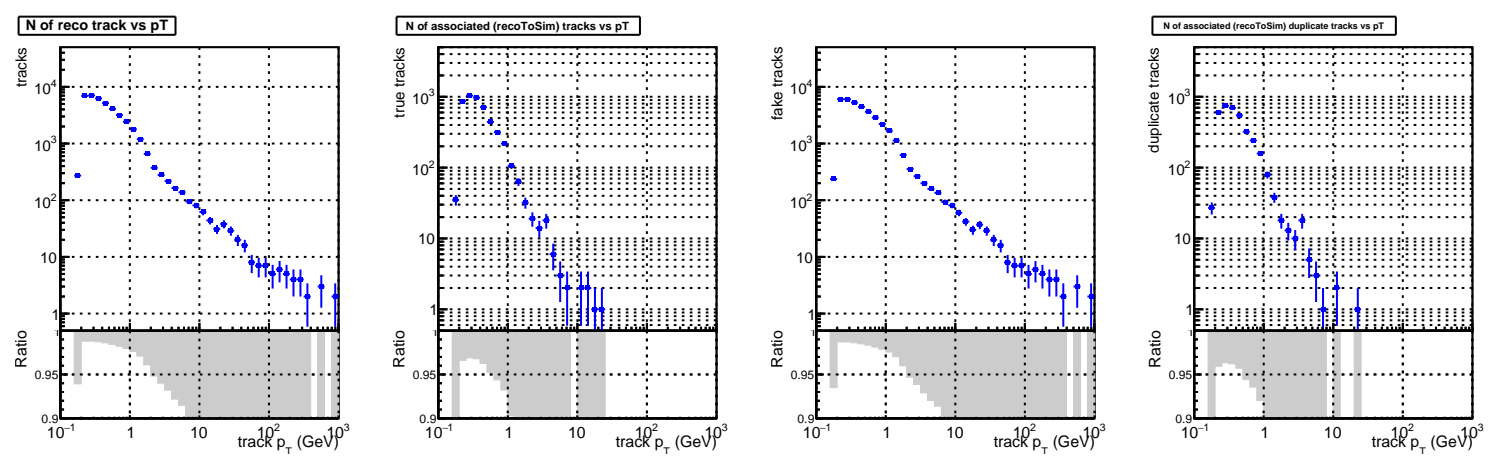 N of reco track vs pT
tracks
10⁴
10³
10²
10
1
Ratio
1
0.95
0.9
10⁻¹ 1 10 10² 10³
track p_T (GeV)
N of associated (recoToSim) tracks vs pT
true tracks
10³
10²
10
1
Ratio
1
0.95
0.9
10⁻¹ 1 10 10² 10³
track p_T (GeV)
fake tracks
10⁴
10³
10²
10
1
Ratio
1
0.95
0.9
10⁻¹ 1 10 10² 10³
track p_T (GeV)
N of associated (recoToSim) duplicate tracks vs pT
duplicate tracks
10³
10²
10
1
Ratio
1
0.95
0.9
10⁻¹ 1 10 10² 10³
track p_T (GeV)